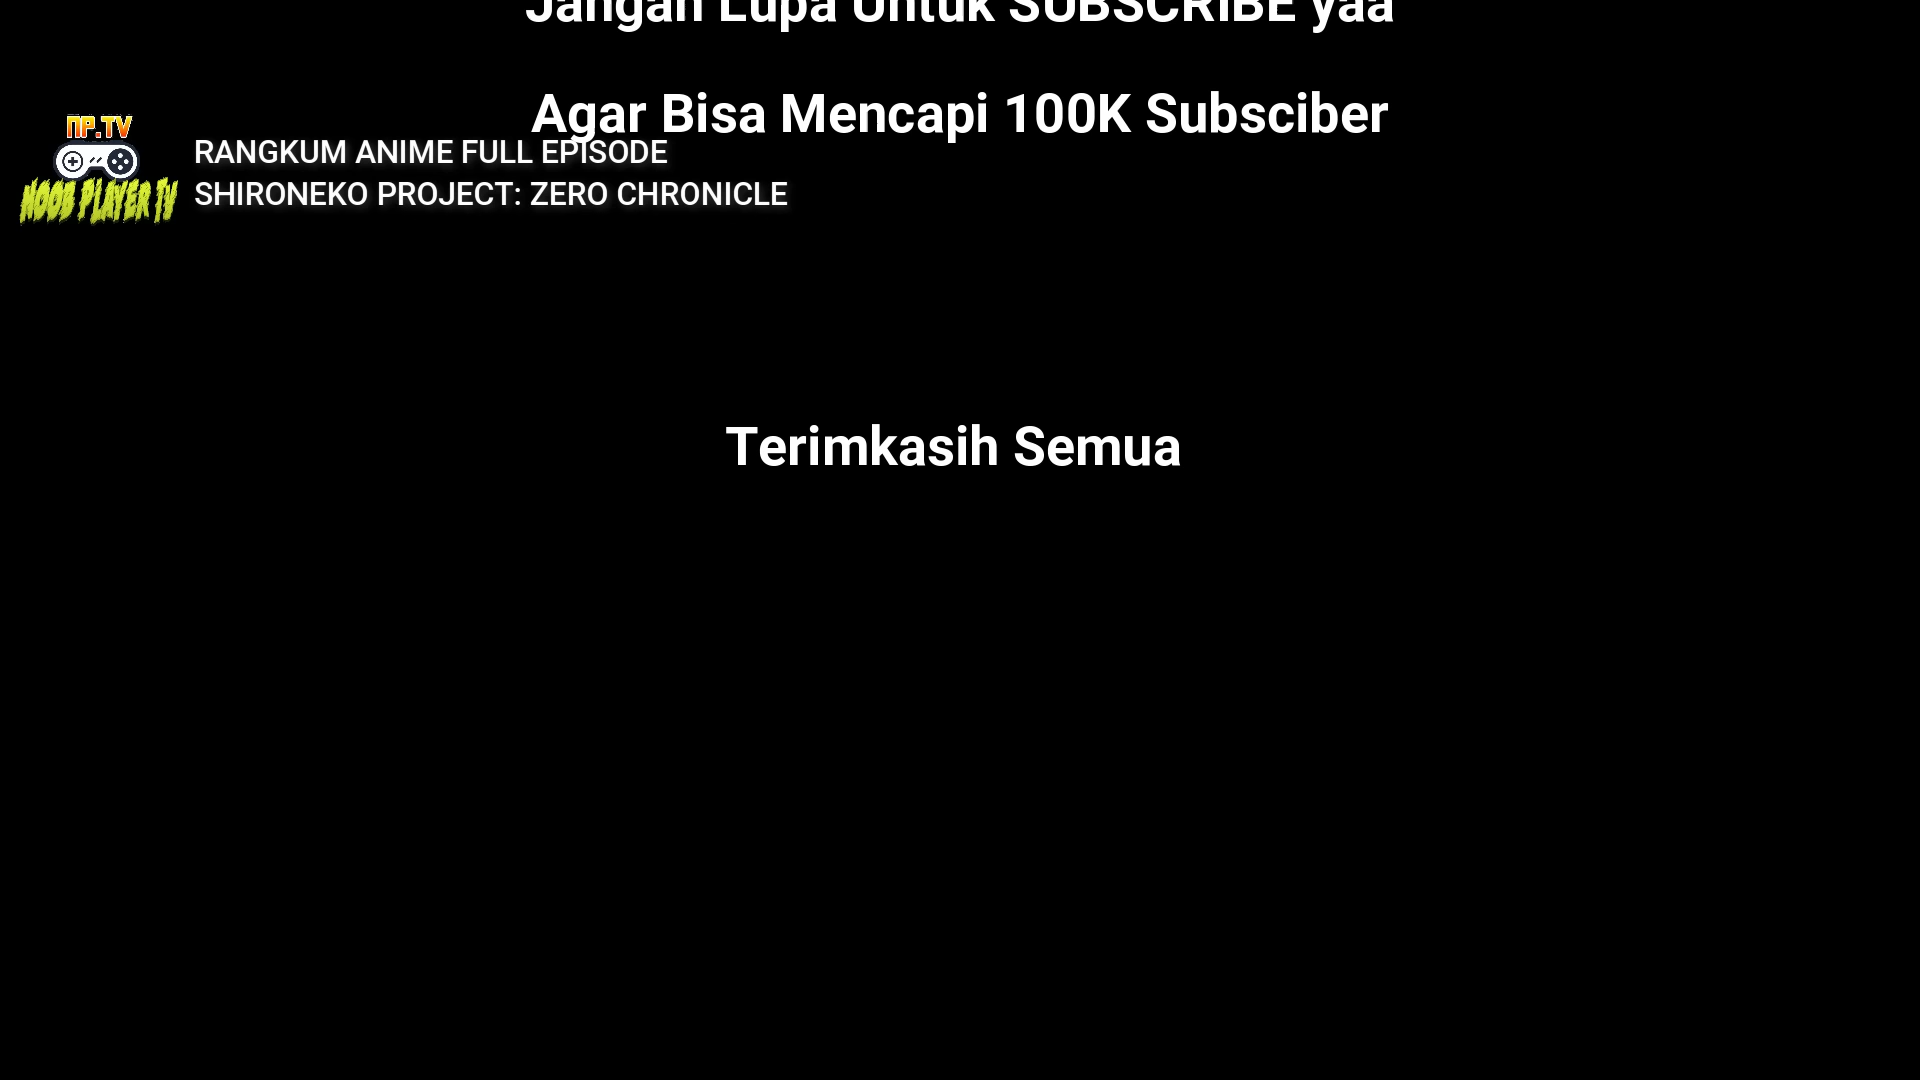 Jangan Lupa Untuk SUBSCRIBE yaa
Agar Bisa Mencapi 100K Subsciber
NP.TV
NOOB PLAYER TV
RANGKUM ANIME FULL EPISODE
SHIRONEKO PROJECT: ZERO CHRONICLE
Terimkasih Semua